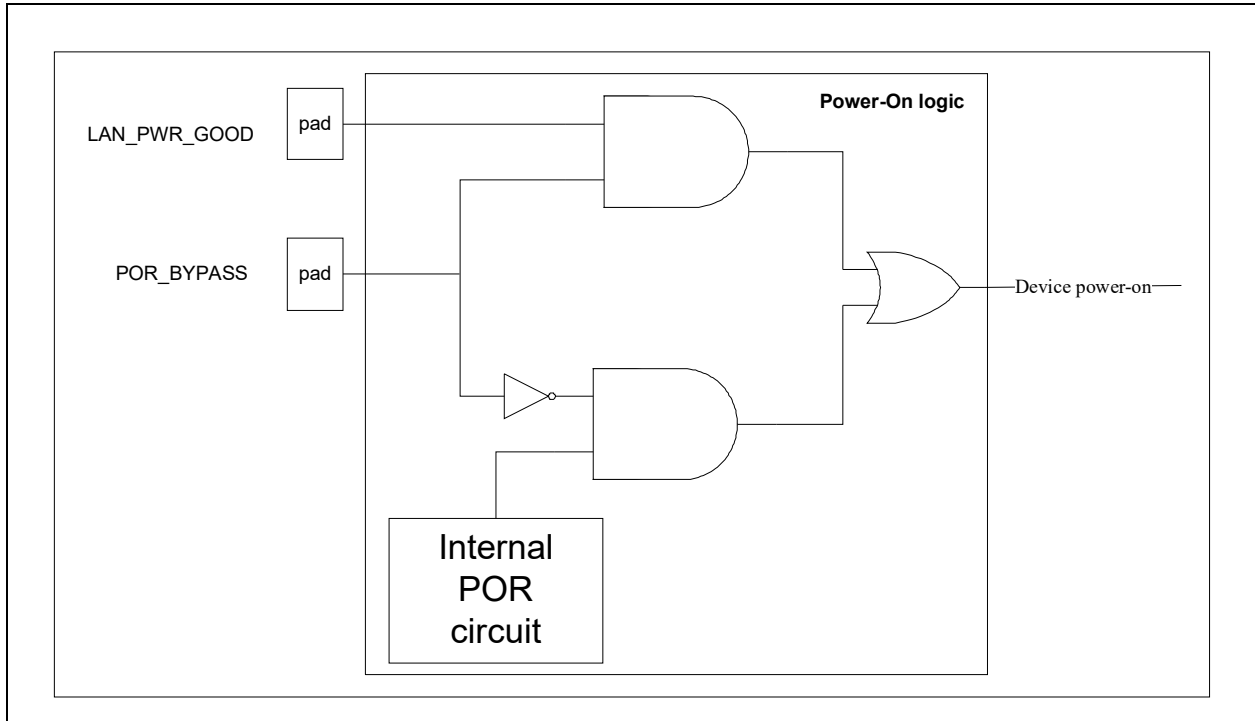 Power-On logic
LAN_PWR_GOOD
pad
POR_BYPASS
pad
Device power-on
Internal
POR
circuit